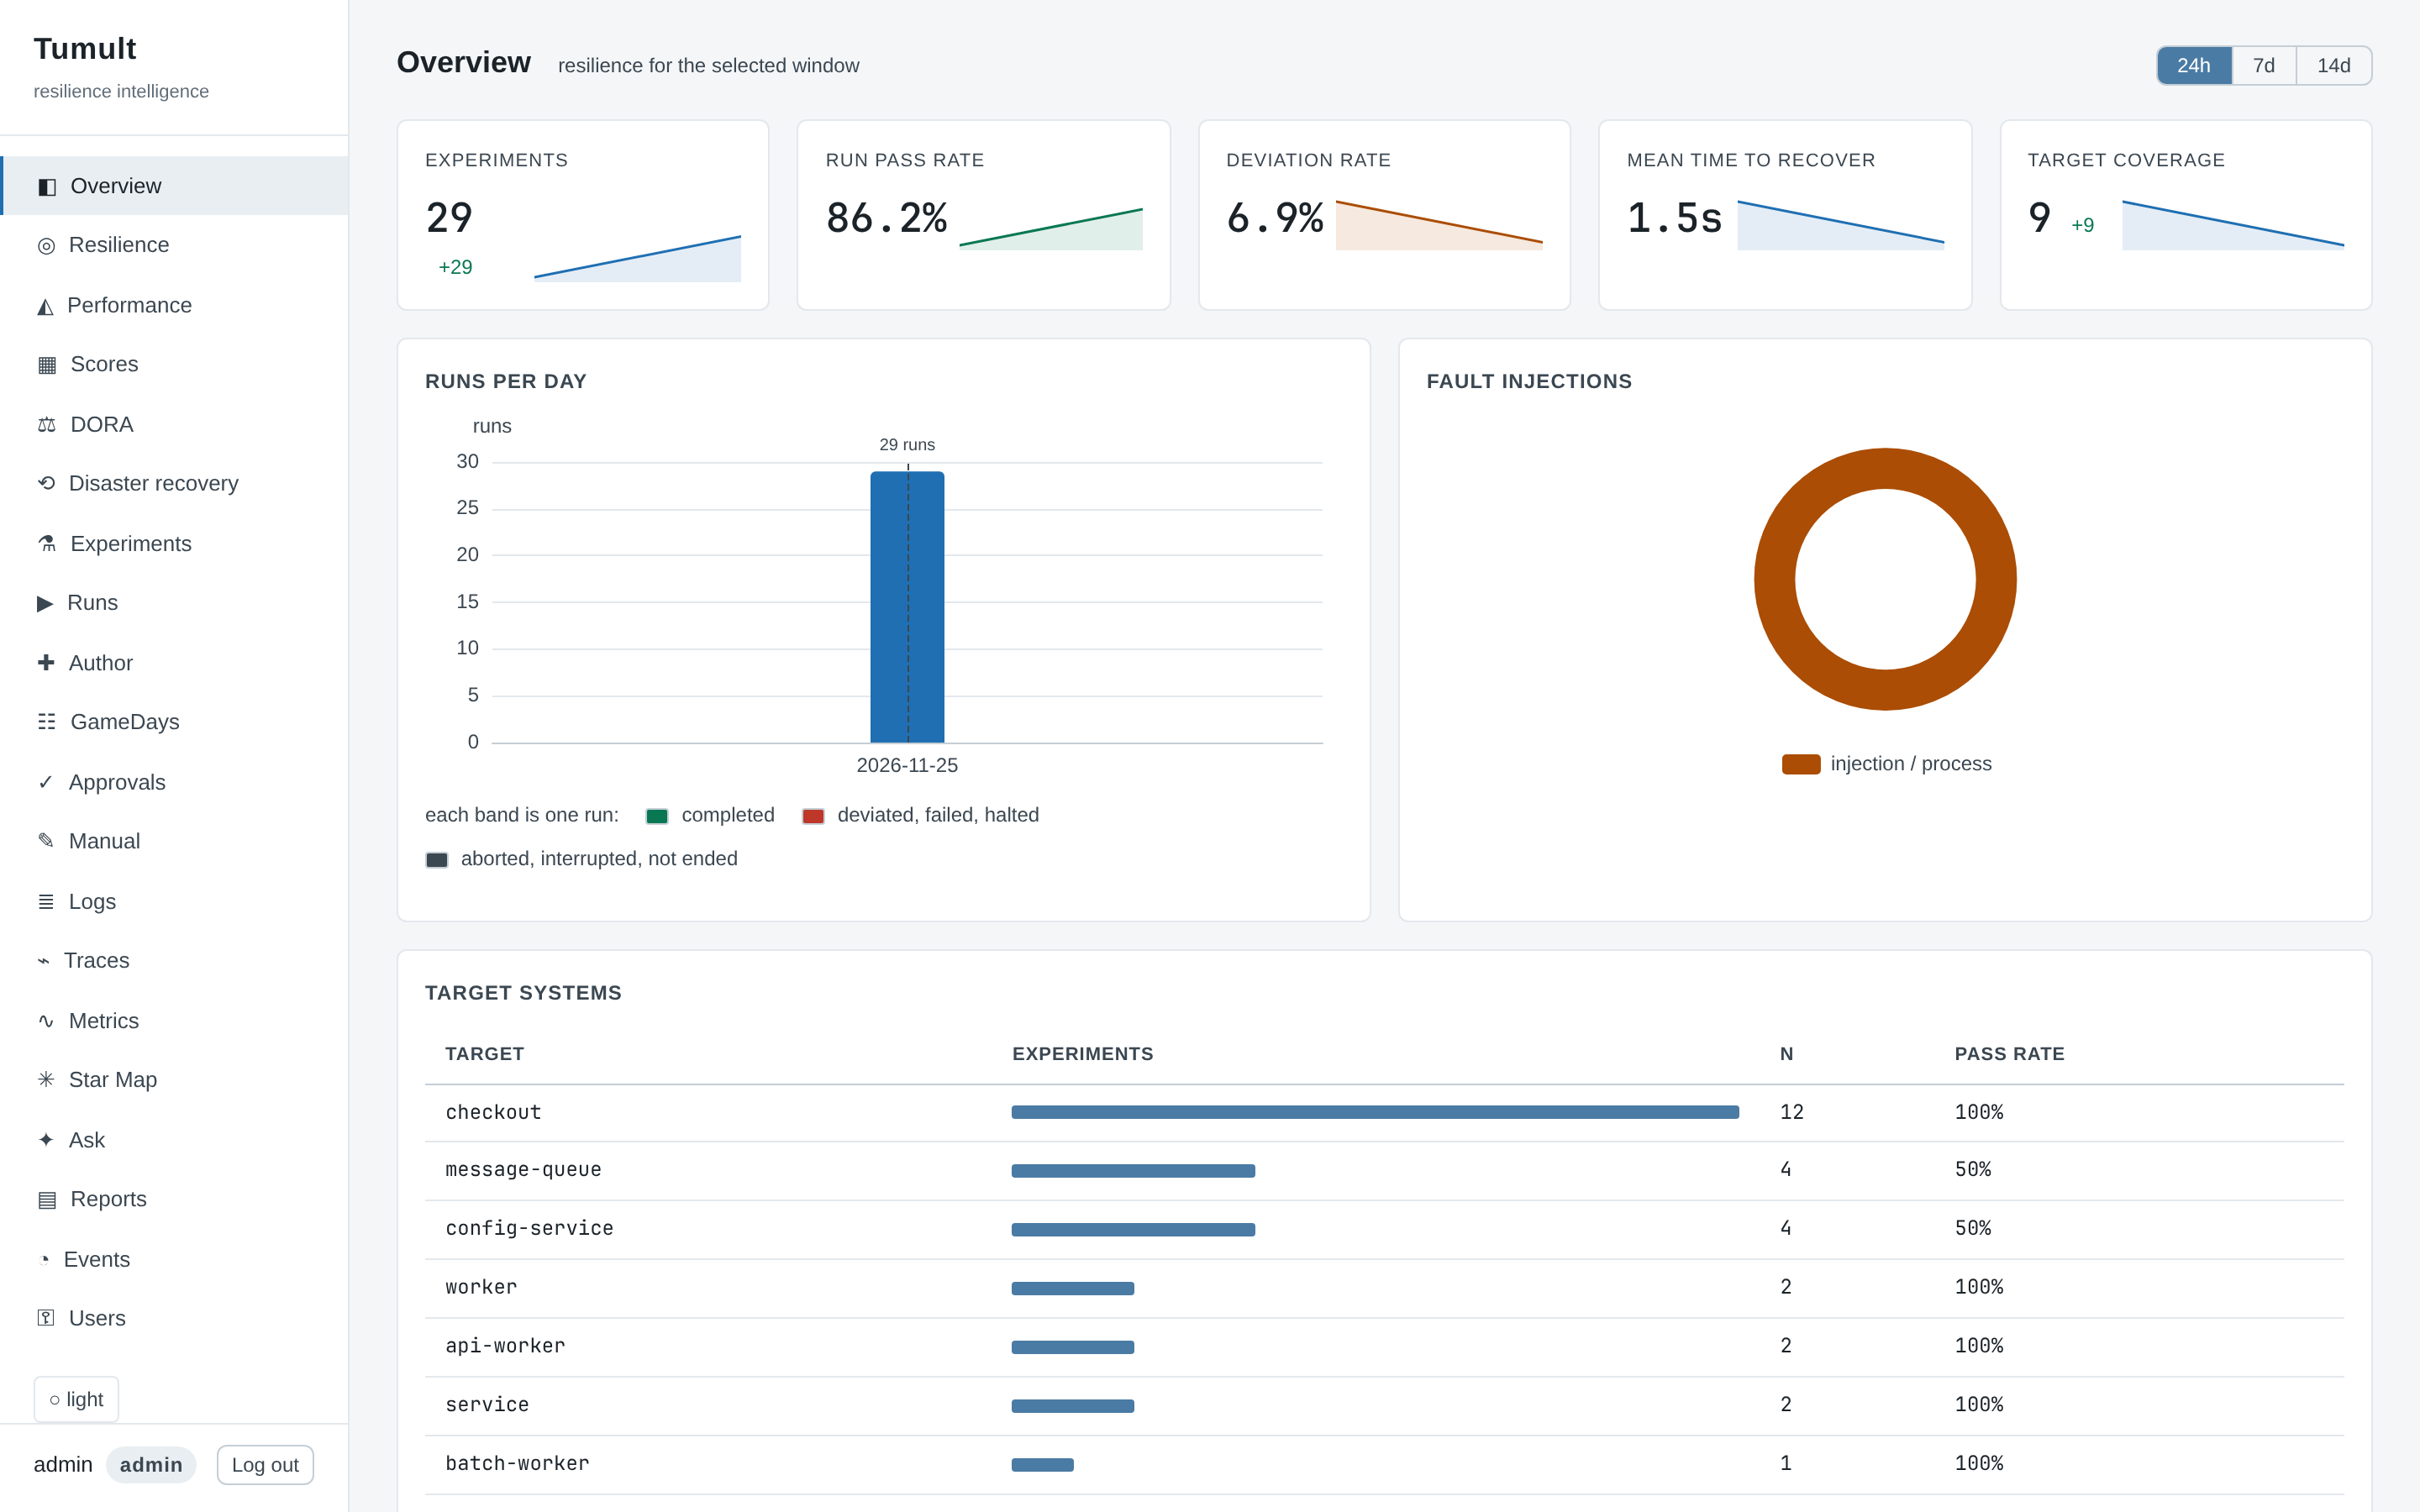 Tumult
resilience intelligence
Overview
Resilience
Performance
Scores
DORA
Disaster recovery
Experiments
Runs
Author
GameDays
Approvals
Manual
Logs
Traces
Metrics
Star Map
Ask
Reports
Events
Users
light
admin admin Log out
Overview resilience for the selected window
24h 7d 14d
EXPERIMENTS
29
+29
RUN PASS RATE
86.2%
DEVIATION RATE
6.9%
MEAN TIME TO RECOVER
1.5s
TARGET COVERAGE
9 +9
RUNS PER DAY
runs
29 runs
30
25
20
15
10
5
0
2026-11-25
each band is one run: completed deviated, failed, halted
aborted, interrupted, not ended
FAULT INJECTIONS
injection / process
TARGET SYSTEMS
TARGET EXPERIMENTS N PASS RATE
checkout 12 100%
message-queue 4 50%
config-service 4 50%
worker 2 100%
api-worker 2 100%
service 2 100%
batch-worker 1 100%